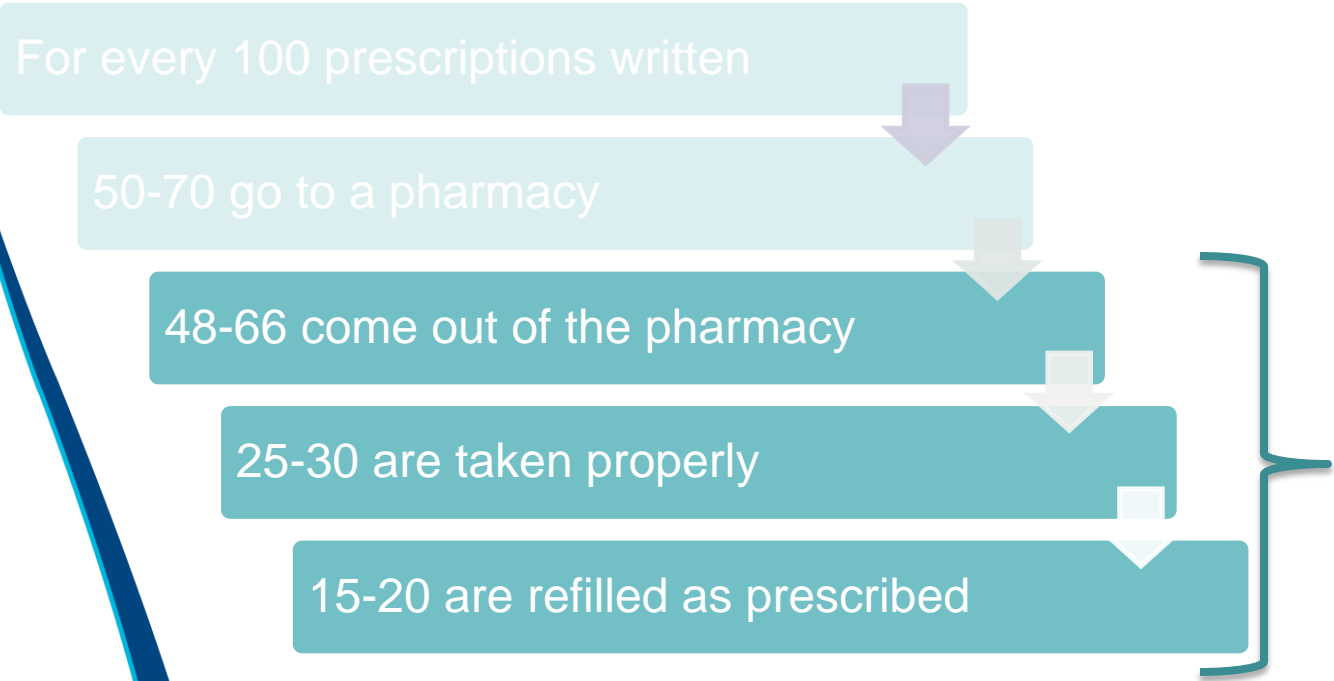 For every 100 prescriptions written
50-70 go to a pharmacy
48-66 come out of the pharmacy
25-30 are taken properly
15-20 are refilled as prescribed